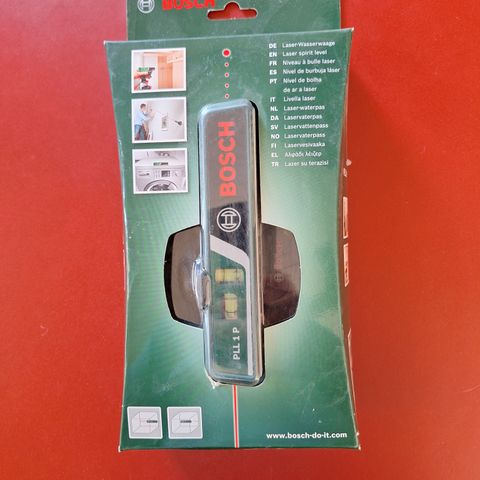 BOSCH
DE Laser-Wasserwaage
EN Laser spirit level
FR Niveau à bulle laser
ES Nivel de burbuja láser
PT Nível de bolha
de ar a laser
IT Livella laser
NL Laser-waterpas
DA Laservaterpas
SV Laservattenpass
NO Laservaterpas
FI Laservesivaaka
EL Αλφάδι λέιζερ
TR Lazer su terazisi
BOSCH
PLL 1 P
www.bosch-do-it.com